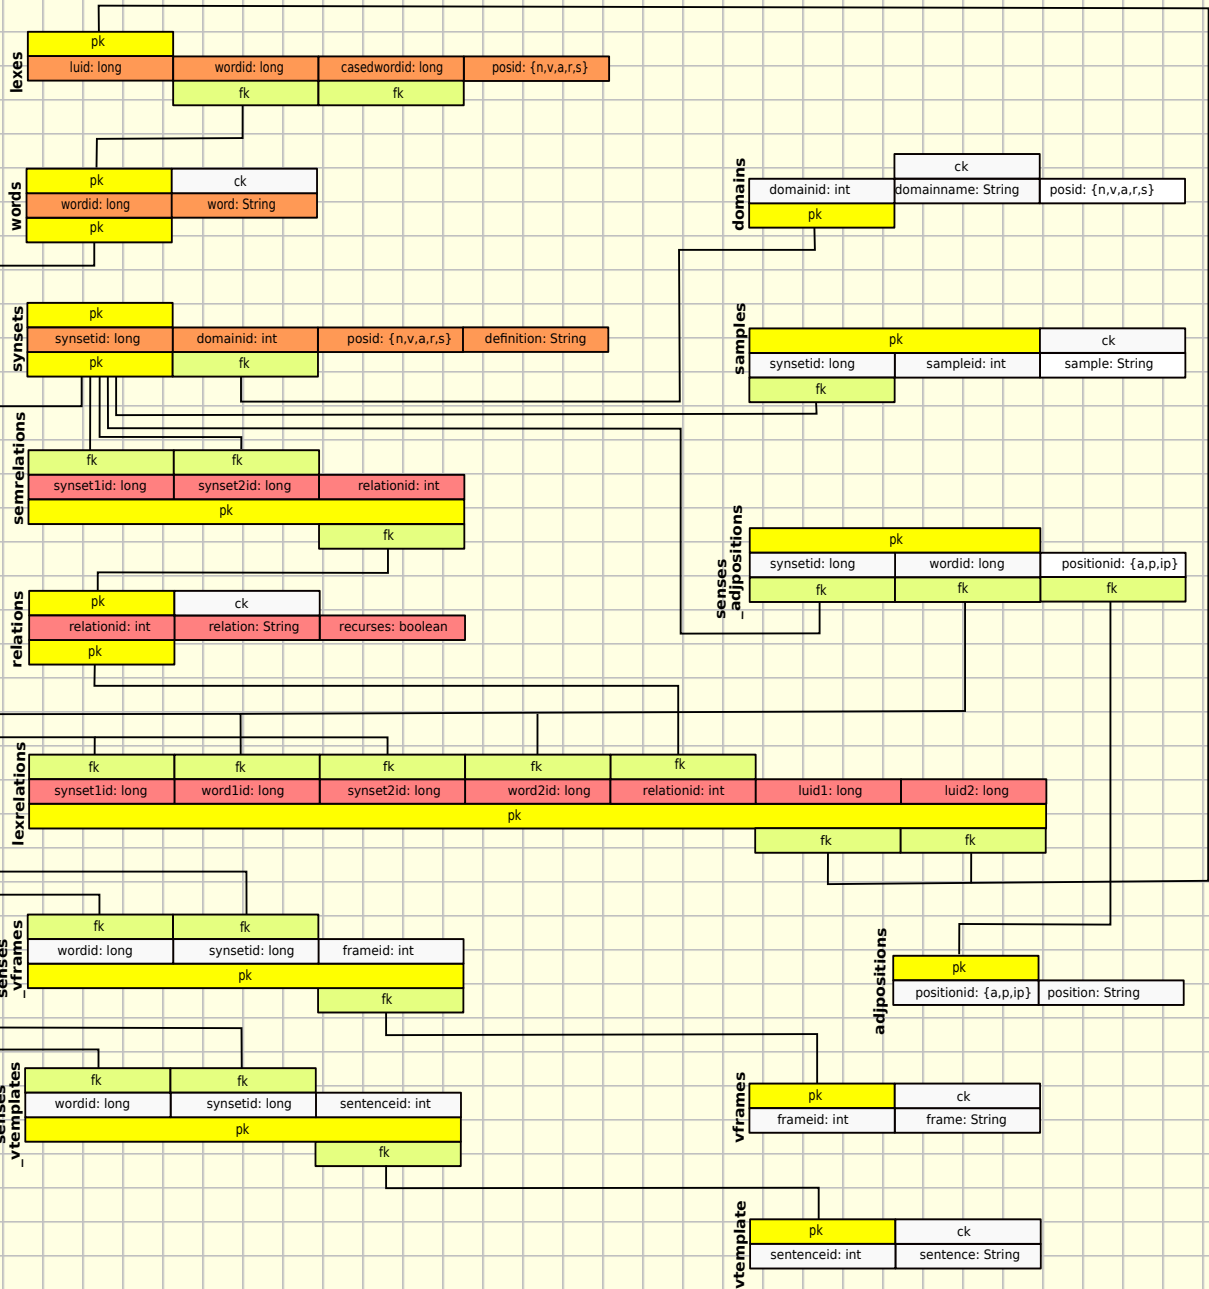 lexes
pk
luid: long wordid: long casedwordid: long posid: {n,v,a,r,s}
fk fk
words
pk ck
wordid: long word: String
pk
domains
ck
domainid: int domainname: String posid: {n,v,a,r,s}
pk
synsets
pk
synsetid: long domainid: int posid: {n,v,a,r,s} definition: String
pk fk
samples
pk ck
synsetid: long sampleid: int sample: String
fk
semrelations
fk fk
synset1id: long synset2id: long relationid: int
pk
fk
senses
_adjpositions
pk
synsetid: long wordid: long positionid: {a,p,ip}
fk fk fk
relations
pk ck
relationid: int relation: String recurses: boolean
pk
lexrelations
fk fk fk fk fk
synset1id: long word1id: long synset2id: long word2id: long relationid: int luid1: long luid2: long
pk
fk fk
senses
_vframes
fk fk
wordid: long synsetid: long frameid: int
pk
fk
adjpositions
pk
positionid: {a,p,ip} position: String
senses
_vtemplates
fk fk
wordid: long synsetid: long sentenceid: int
pk
fk
vframes
pk ck
frameid: int frame: String
vtemplate
pk ck
sentenceid: int sentence: String